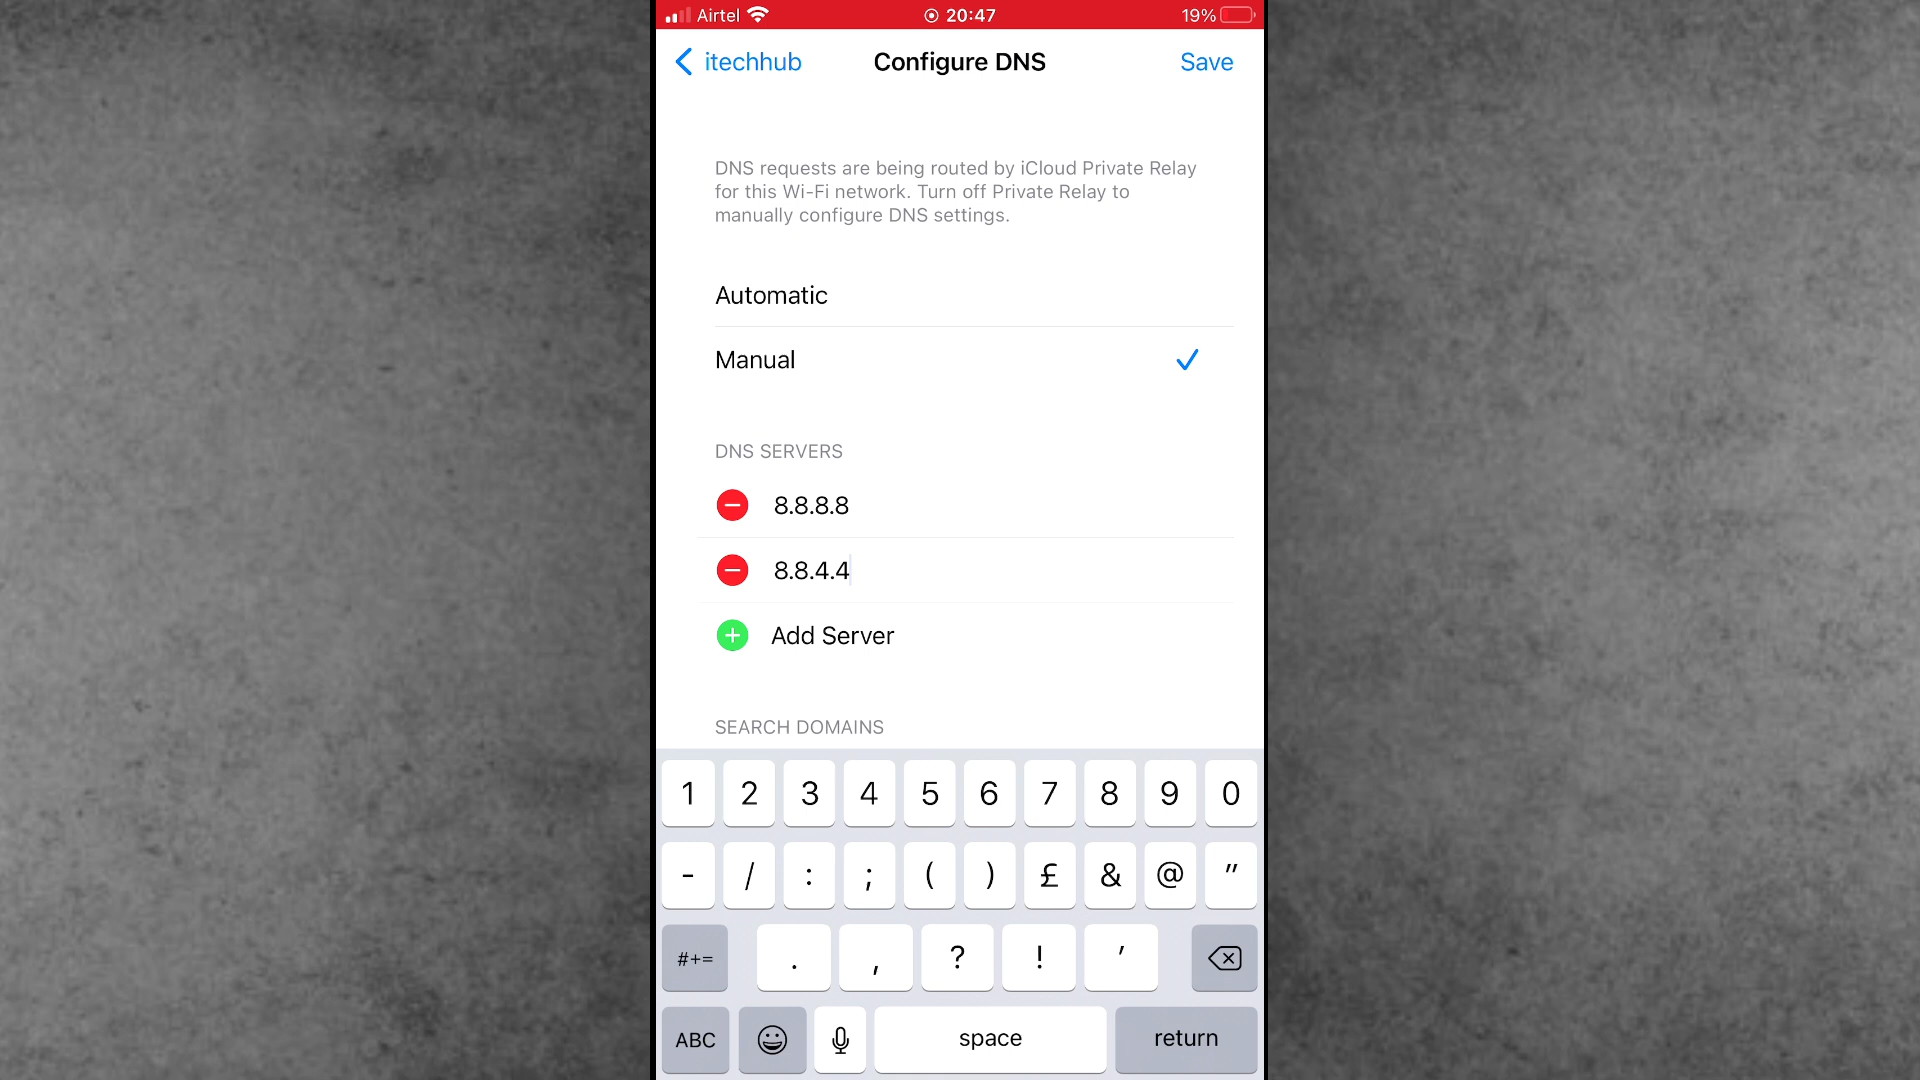 Airtel 20:47 19%
itechhub Configure DNS Save
DNS requests are being routed by iCloud Private Relay
for this Wi-Fi network. Turn off Private Relay to
manually configure DNS settings.
Automatic
Manual
DNS SERVERS
8.8.8.8
8.8.4.4
Add Server
SEARCH DOMAINS
1 2 3 4 5 6 7 8 9 0
- / : ; ( ) £ & @ "
#+= . , ? ! '
ABC space return